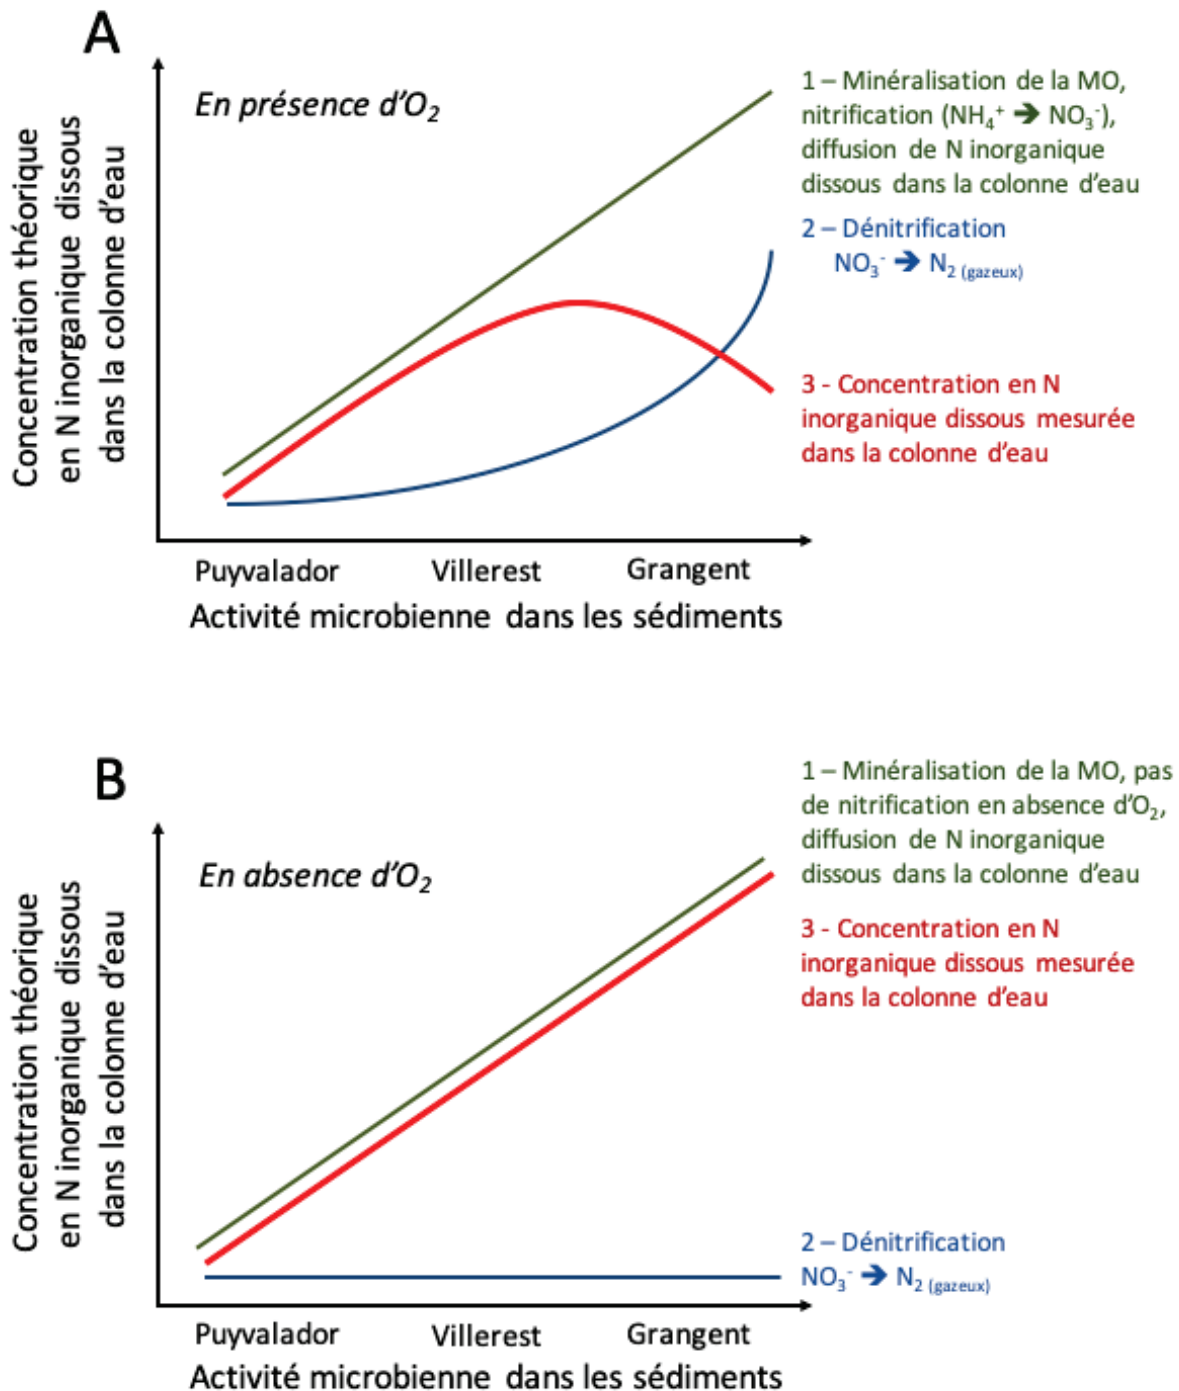 A
En présence d'O₂
Concentration théorique
en N inorganique dissous
dans la colonne d'eau
1 – Minéralisation de la MO,
nitrification (NH₄⁺ ➔ NO₃⁻),
diffusion de N inorganique
dissous dans la colonne d'eau
2 – Dénitrification
NO₃⁻ ➔ N₂ (gazeux)
3 - Concentration en N
inorganique dissous mesurée
dans la colonne d'eau
Puyvalador Villerest Grangent
Activité microbienne dans les sédiments
B
En absence d'O₂
Concentration théorique
en N inorganique dissous
dans la colonne d'eau
1 – Minéralisation de la MO, pas
de nitrification en absence d'O₂,
diffusion de N inorganique
dissous dans la colonne d'eau
3 - Concentration en N
inorganique dissous mesurée
dans la colonne d'eau
2 – Dénitrification
NO₃⁻ ➔ N₂ (gazeux)
Puyvalador Villerest Grangent
Activité microbienne dans les sédiments